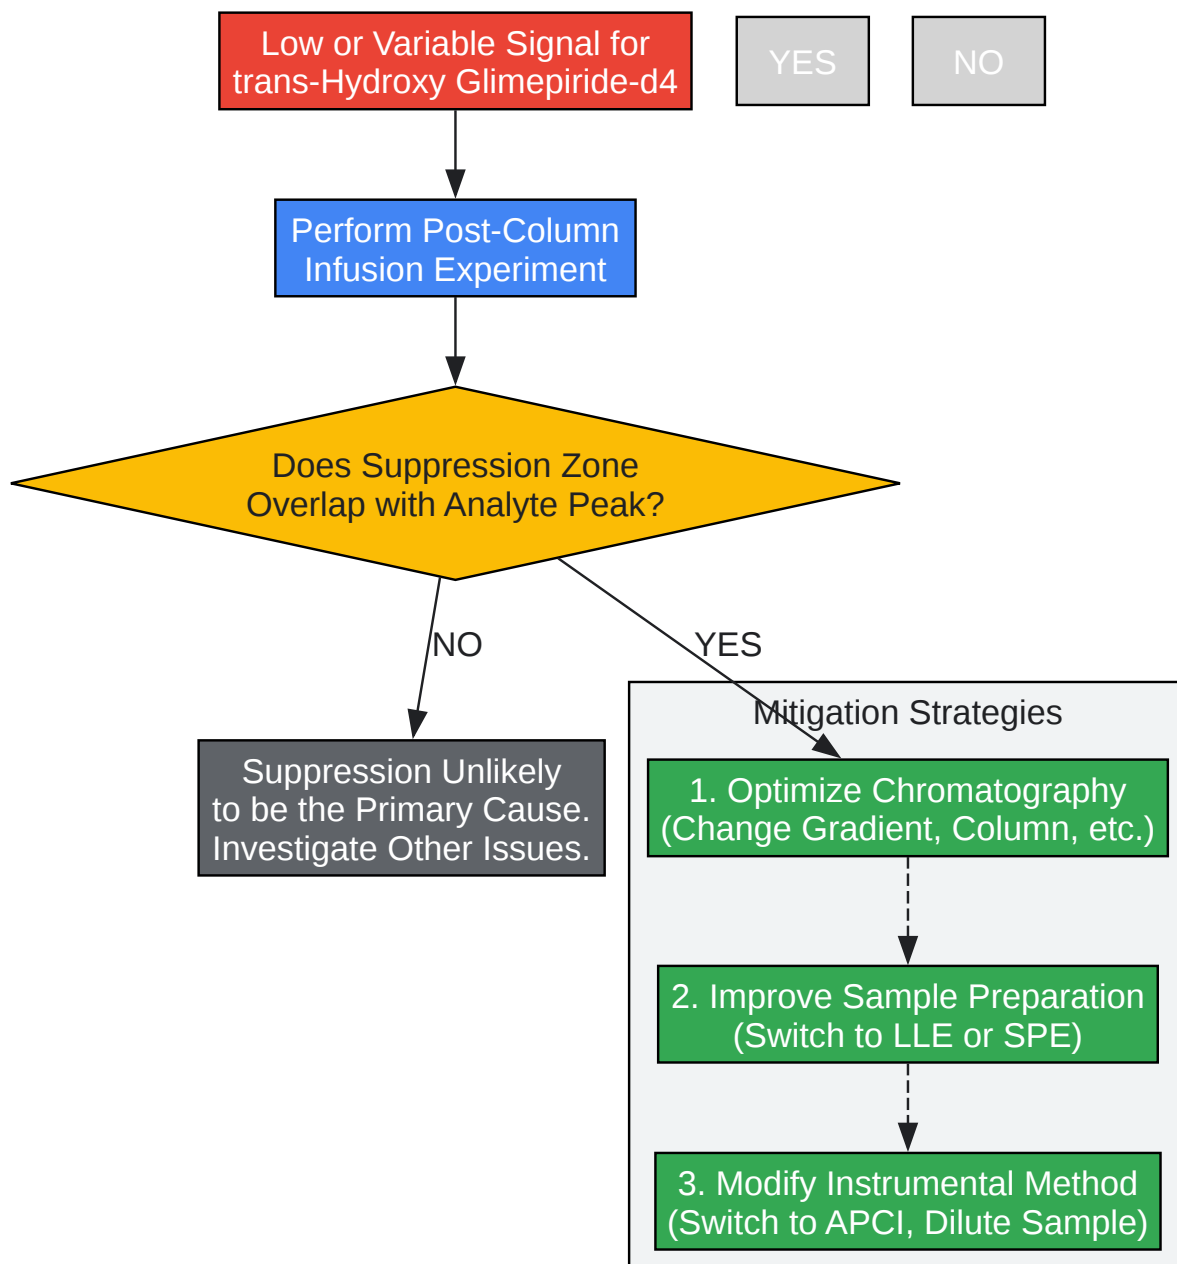 Low or Variable Signal for
trans-Hydroxy Glimepiride-d4
YES
NO
Perform Post-Column
Infusion Experiment
Does Suppression Zone
Overlap with Analyte Peak?
NO
YES
Mitigation Strategies
Suppression Unlikely
to be the Primary Cause.
Investigate Other Issues.
1. Optimize Chromatography
(Change Gradient, Column, etc.)
2. Improve Sample Preparation
(Switch to LLE or SPE)
3. Modify Instrumental Method
(Switch to APCI, Dilute Sample)